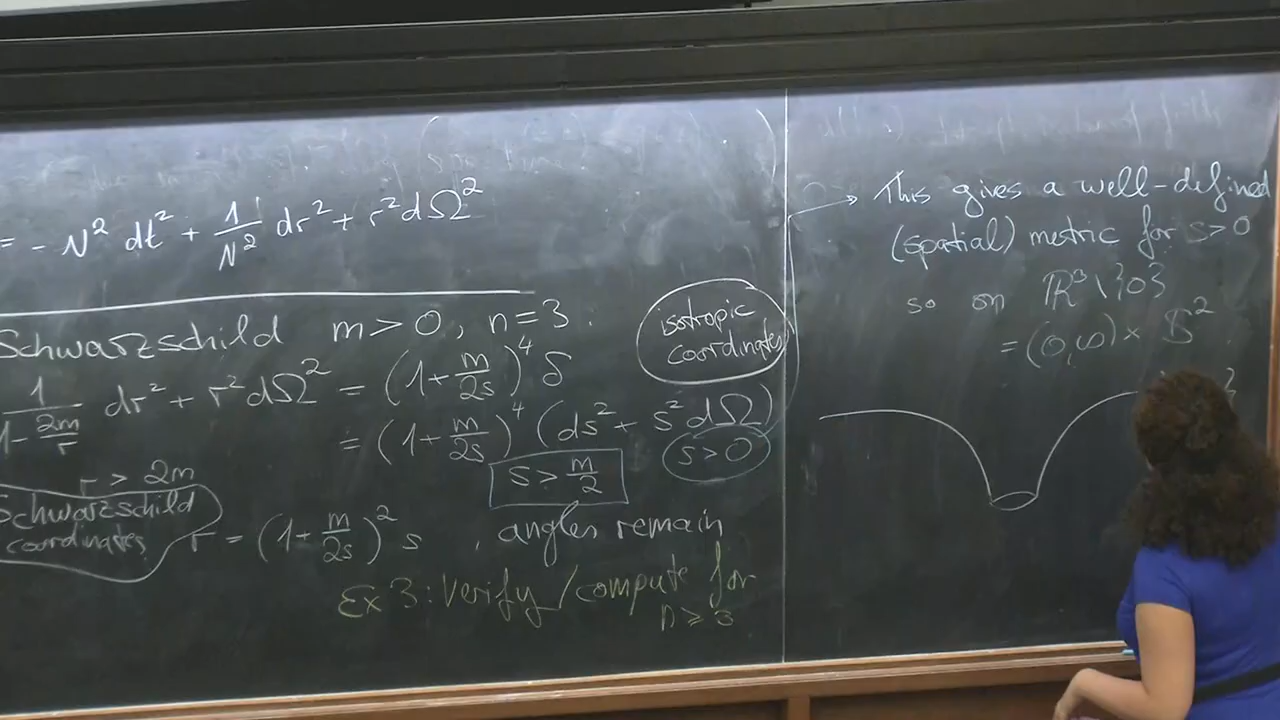 = - N² dt² + 1/N² dr² + r² dΩ²
Schwarzschild m > 0, n = 3.
1/(1 - 2m/r) dr² + r² dΩ² = (1 + m/2s)⁴ δ
= (1 + m/2s)⁴ (ds² + s² dΩ)
isotropic
coordinates
r > 2m
s > m/2
s > 0
Schwarzschild
coordinates
r = (1 + m/2s)² s , angles remain
Ex 3: Verify/compute for
n ≥ 3
This gives a well-defined
(spatial) metric for s > 0
so on ℝ³\{0}
= (0,∞) × 𝕊²